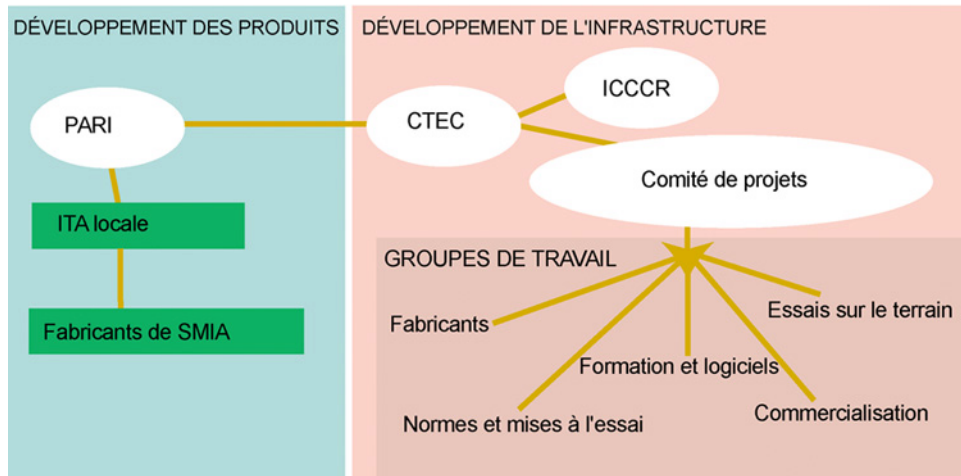 DÉVELOPPEMENT DES PRODUITS
PARI
ITA locale
Fabricants de SMIA
DÉVELOPPEMENT DE L'INFRASTRUCTURE
ICCCR
CTEC
Comité de projets
GROUPES DE TRAVAIL
Essais sur le terrain
Fabricants
Formation et logiciels
Commercialisation
Normes et mises à l'essai